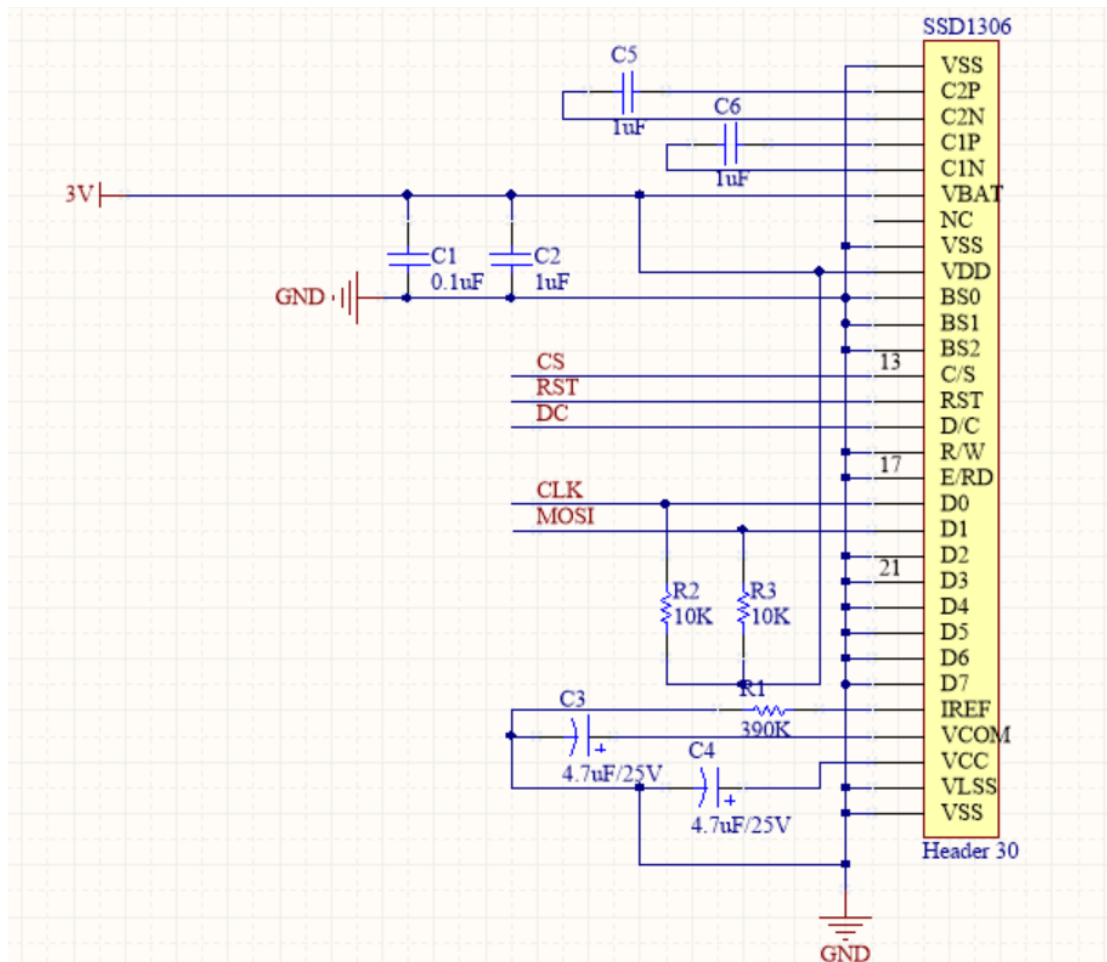 SSD1306
VSS
C5
C2P
C2N
1uF
C6
C1P
C1N
1uF
3V
VBAT
NC
VSS
C1
0.1uF
C2
1uF
VDD
GND
BS0
BS1
BS2
CS
13
C/S
RST
RST
DC
D/C
R/W
17
E/RD
CLK
D0
MOSI
D1
D2
21
D3
R2
10K
R3
10K
D4
D5
D6
D7
R1
390K
IREF
C3
4.7uF/25V
VCOM
C4
4.7uF/25V
VCC
VLSS
VSS
Header 30
GND